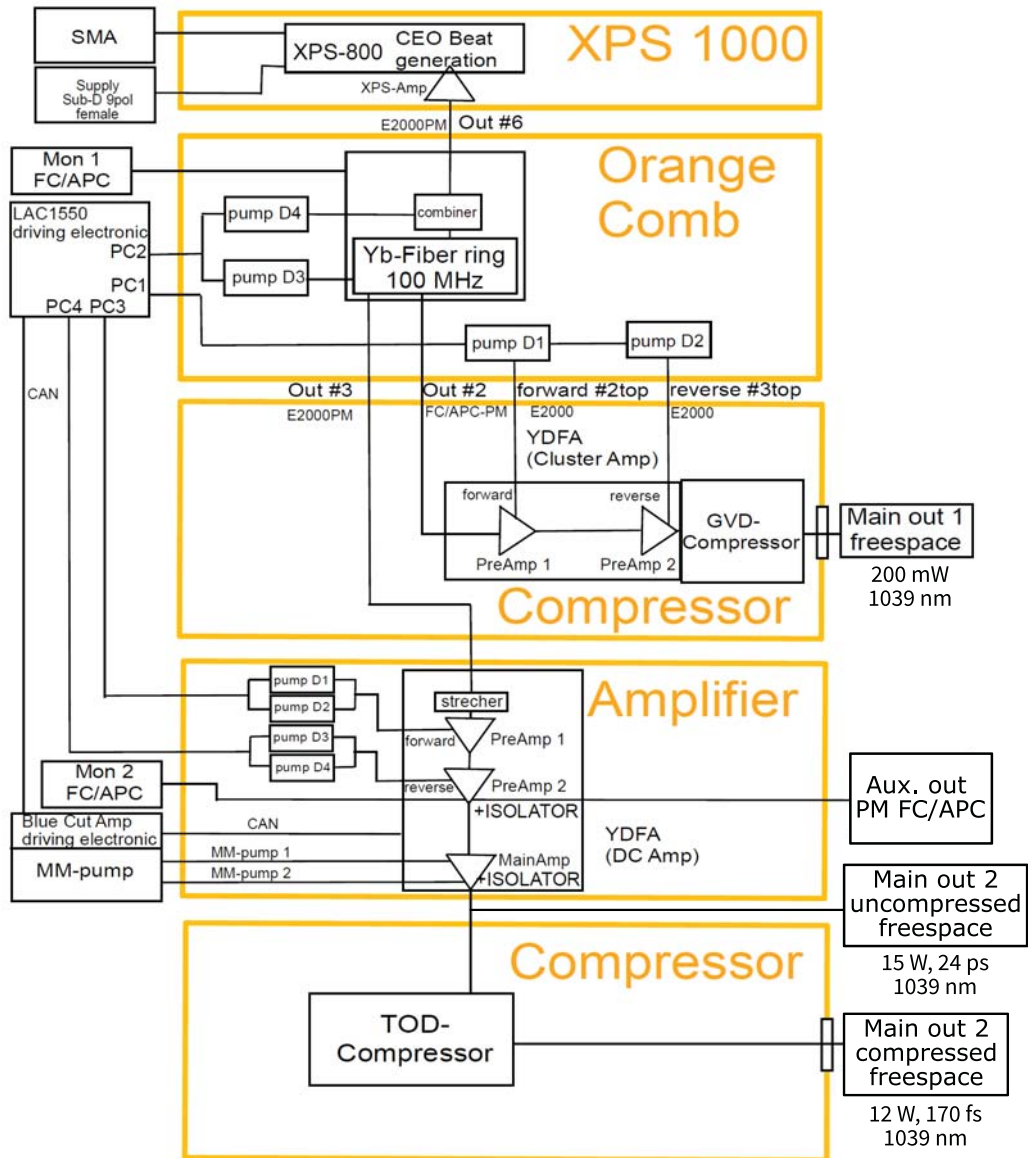 SMA
XPS-800
CEO Beat
generation
XPS 1000
Supply
Sub-D 9pol
female
XPS-Amp
E2000PM
Out #6
Mon 1
FC/APC
Orange
Comb
LAC1550
driving electronic
PC2
PC1
PC4 PC3
pump D4
combiner
pump D3
Yb-Fiber ring
100 MHz
pump D1
pump D2
CAN
Out #3
E2000PM
Out #2
FC/APC-PM
forward #2top
E2000
reverse #3top
E2000
YDFA
(Cluster Amp)
forward
reverse
PreAmp 1
PreAmp 2
GVD-
Compressor
Main out 1
freespace
200 mW
1039 nm
Compressor
pump D1
pump D2
pump D3
pump D4
strecher
Amplifier
forward
PreAmp 1
reverse
PreAmp 2
+ISOLATOR
Mon 2
FC/APC
Aux. out
PM FC/APC
Blue Cut Amp
driving electronic
CAN
YDFA
(DC Amp)
MM-pump
MM-pump 1
MM-pump 2
MainAmp
+ISOLATOR
Main out 2
uncompressed
freespace
15 W, 24 ps
1039 nm
Compressor
TOD-
Compressor
Main out 2
compressed
freespace
12 W, 170 fs
1039 nm